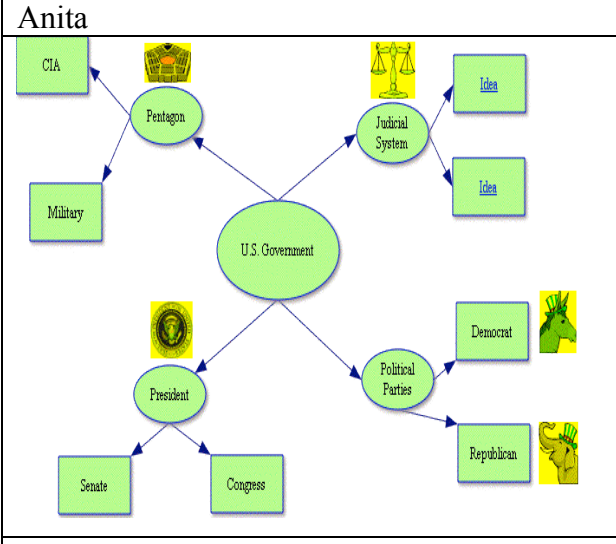 Anita
CIA
Pentagon
Military
Judicial
System
Idea
Idea
U.S. Government
President
Senate
Congress
Political
Parties
Democrat
Republican